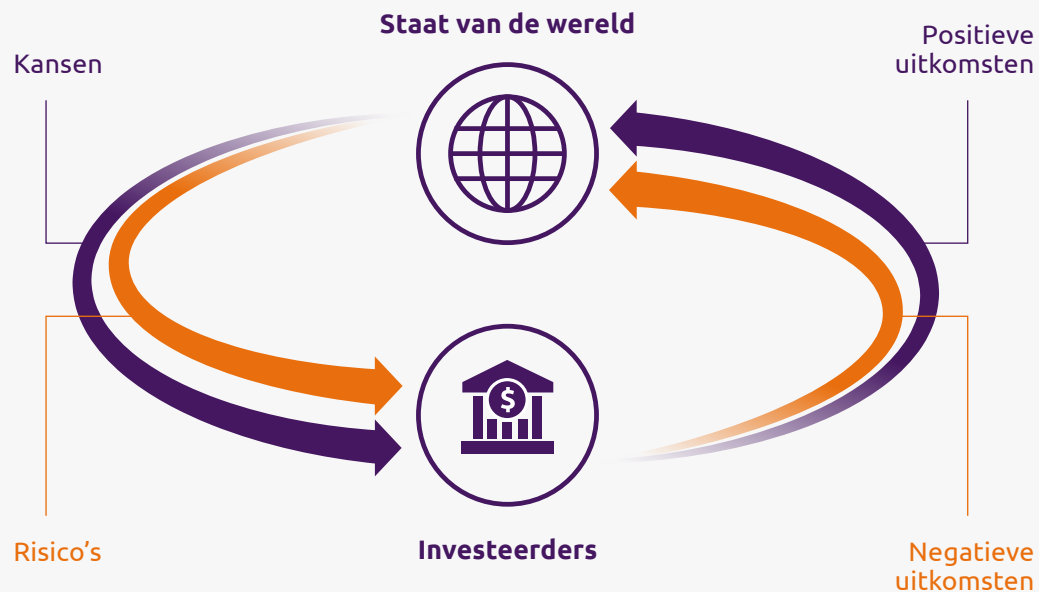 Staat van de wereld
Kansen
Positieve
uitkomsten
$
Risico’s
Investeerders
Negatieve
uitkomsten